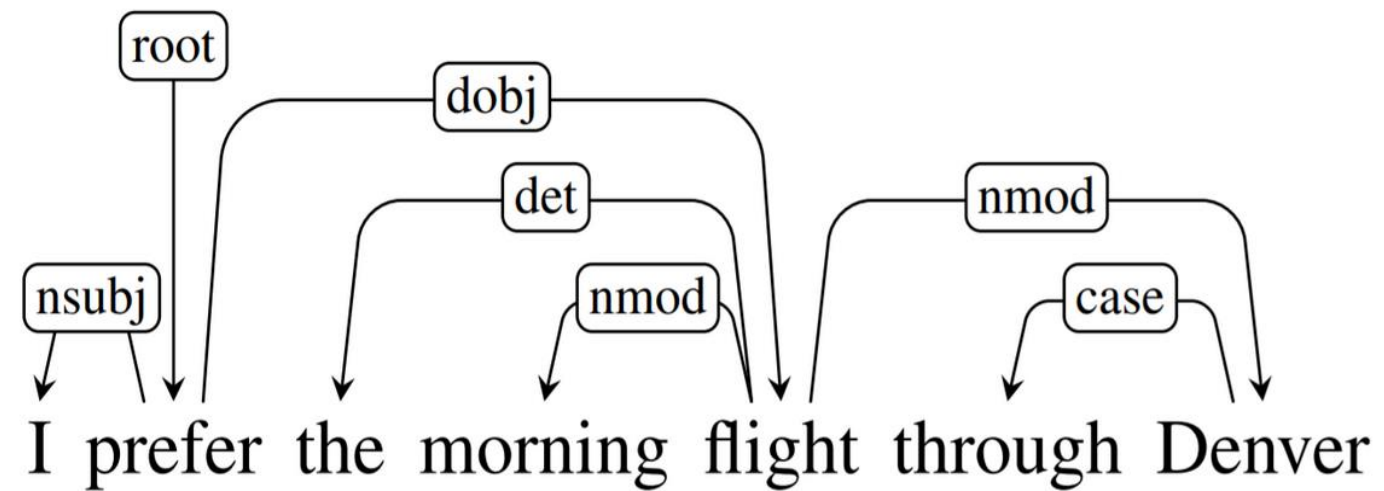 root
dobj
det
nmod
nsubj
nmod
case
I prefer the morning flight through Denver